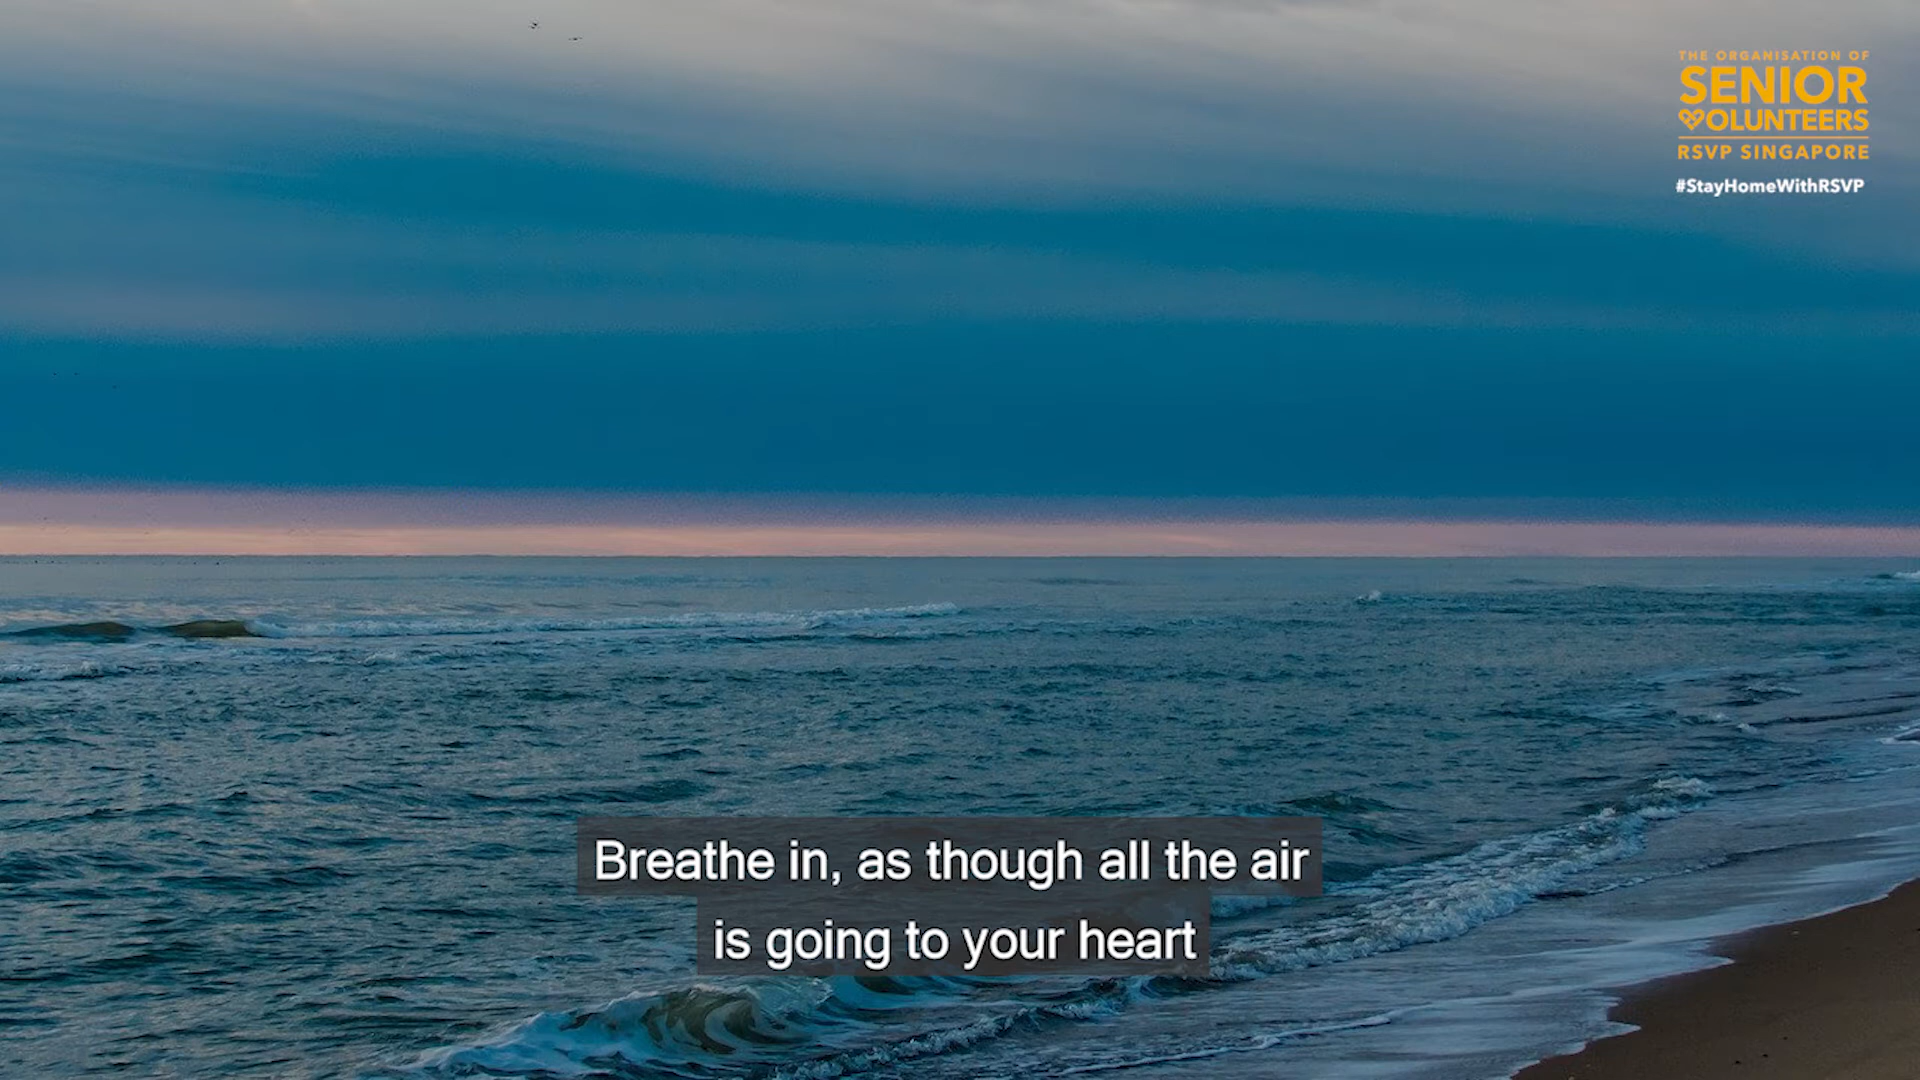 THE ORGANISATION OF
SENIOR
VOLUNTEERS
RSVP SINGAPORE
#StayHomeWithRSVP
Breathe in, as though all the air
is going to your heart